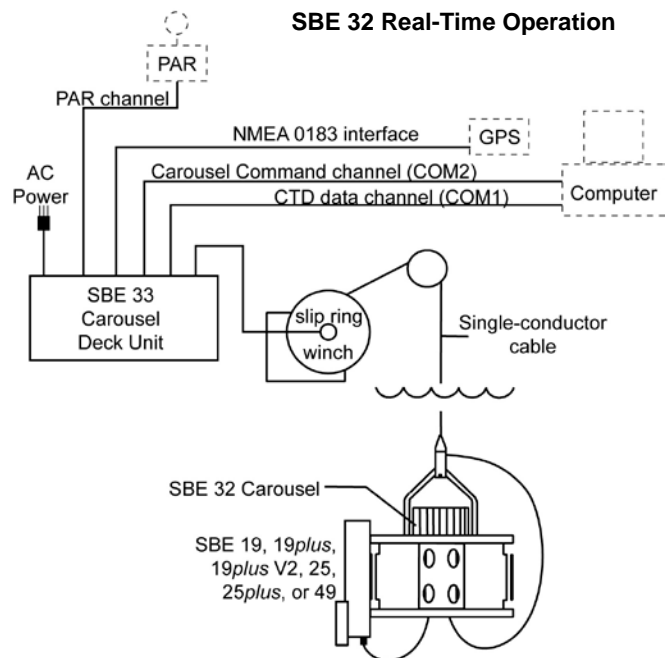 SBE 32 Real-Time Operation
PAR
PAR channel
NMEA 0183 interface
GPS
AC
Power
Carousel Command channel (COM2)
CTD data channel (COM1)
Computer
SBE 33
Carousel
Deck Unit
slip ring
winch
Single-conductor
cable
SBE 32 Carousel
SBE 19, 19plus,
19plus V2, 25,
25plus, or 49